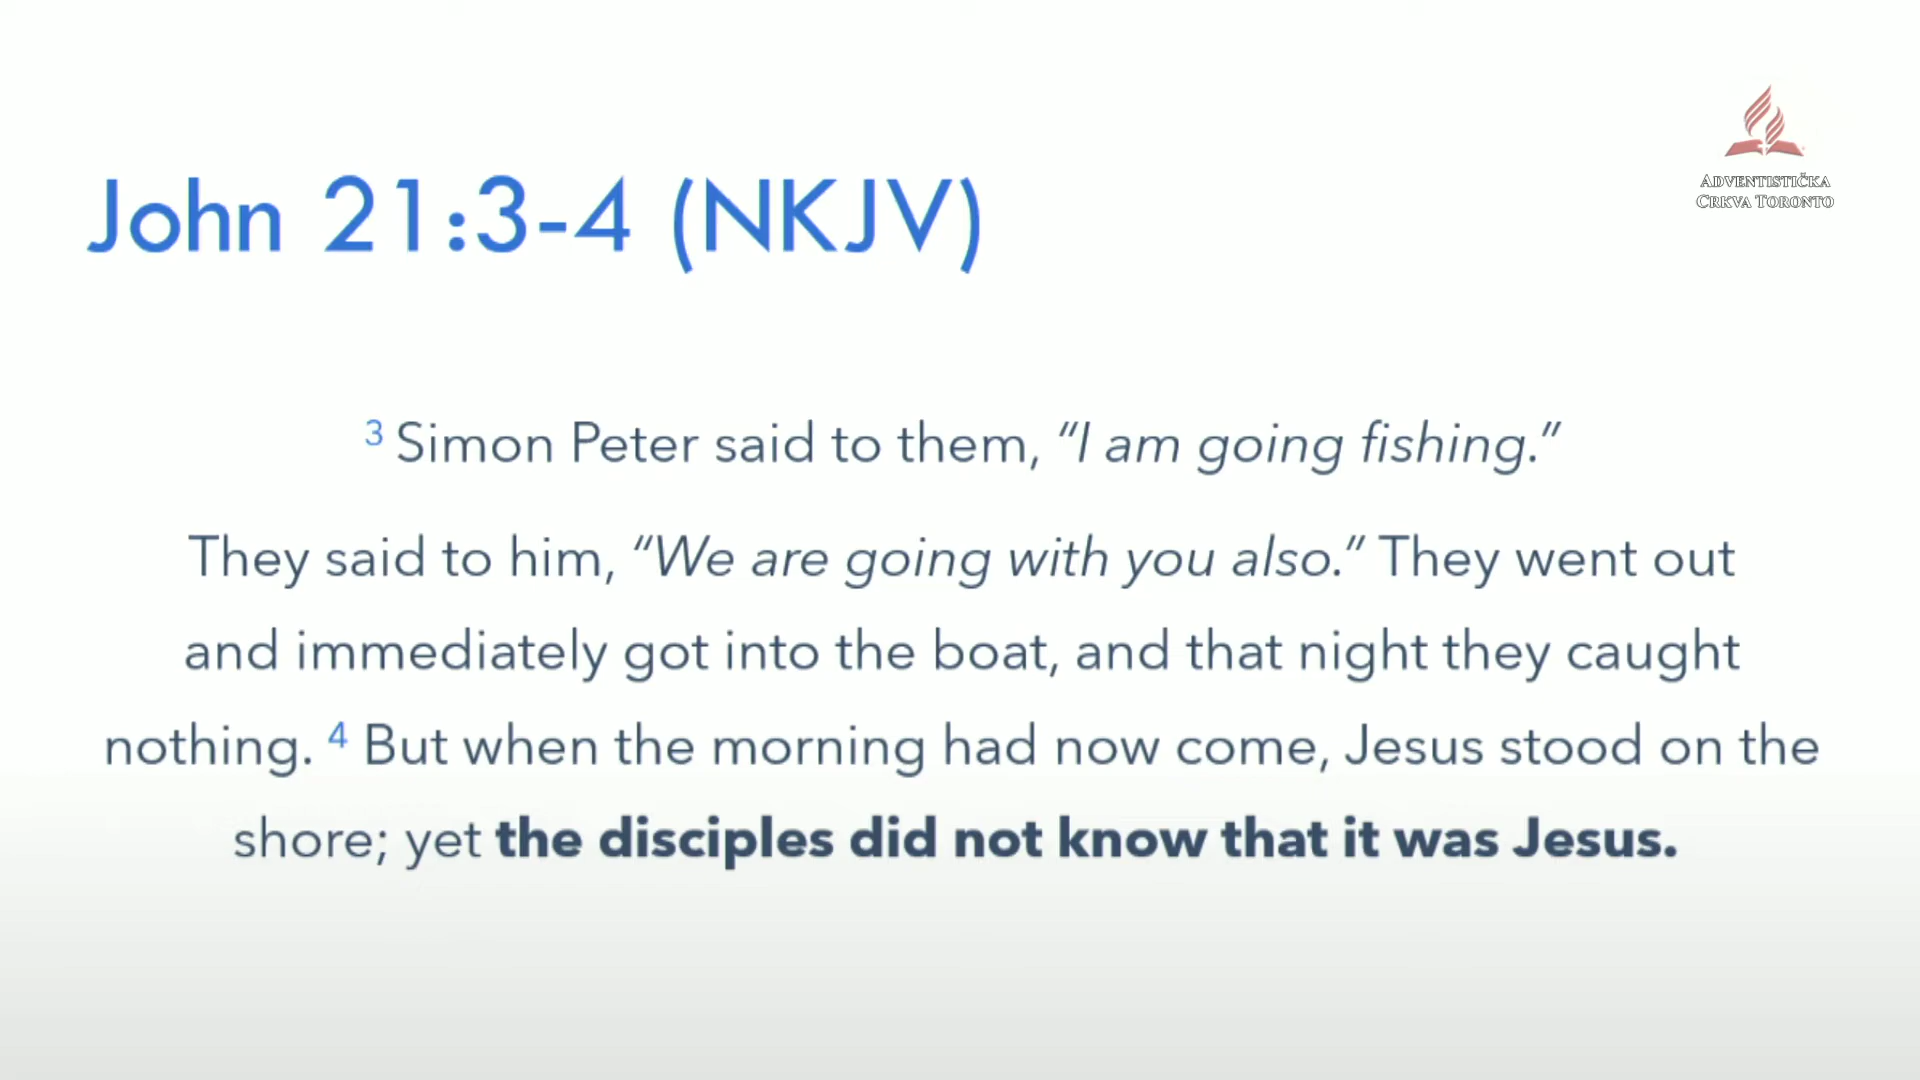 ADVENTISTIČKA
CRKVA TORONTO
John 21:3-4 (NKJV)
3 Simon Peter said to them, “I am going fishing.”
They said to him, “We are going with you also.” They went out
and immediately got into the boat, and that night they caught
nothing. 4 But when the morning had now come, Jesus stood on the
shore; yet the disciples did not know that it was Jesus.